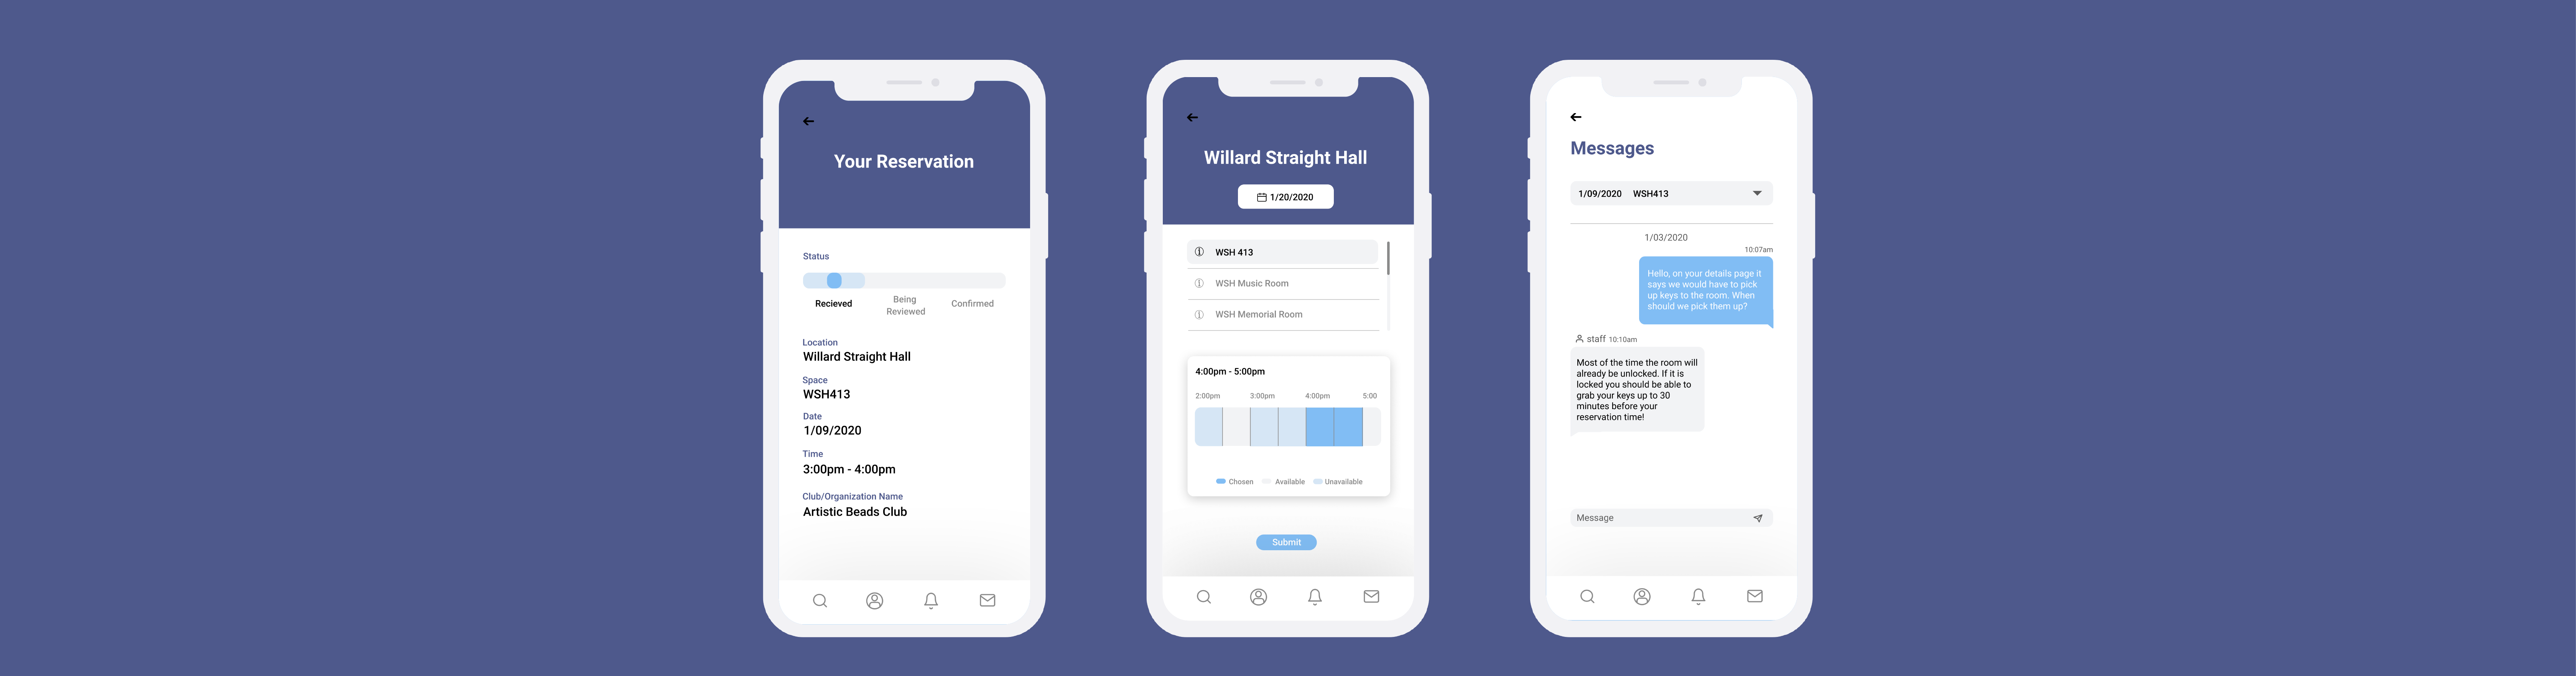 Your Reservation
Status
Recieved
Being
Reviewed
Confirmed
Location
Willard Straight Hall
Space
WSH413
Date
1/09/2020
Time
3:00pm - 4:00pm
Club/Organization Name
Artistic Beads Club
Willard Straight Hall
1/20/2020
WSH 413
WSH Music Room
WSH Memorial Room
4:00pm - 5:00pm
2:00pm 3:00pm 4:00pm 5:00
Chosen Available Unavailable
Submit
Messages
1/09/2020 WSH413
1/03/2020
10:07am
Hello, on your details page it
says we would have to pick
up keys to the room. When
should we pick them up?
staff 10:10am
Most of the time the room will
already be unlocked. If it is
locked you should be able to
grab your keys up to 30
minutes before your
reservation time!
Message